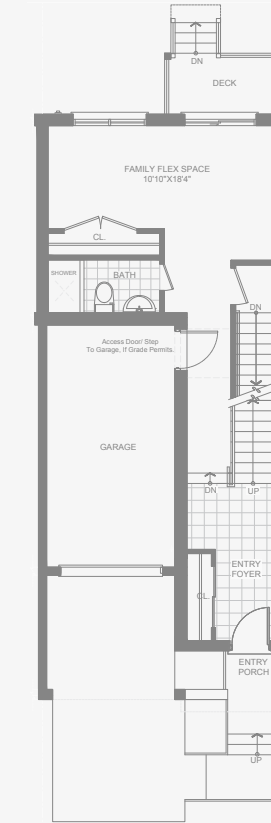 DN
DECK
FAMILY FLEX SPACE
10'10"X18'4"
CL.
SHOWER
BATH
DN
Access Door/ Step
To Garage, If Grade Permits.
GARAGE
DN
UP
ENTRY
FOYER
CL.
ENTRY
PORCH
UP